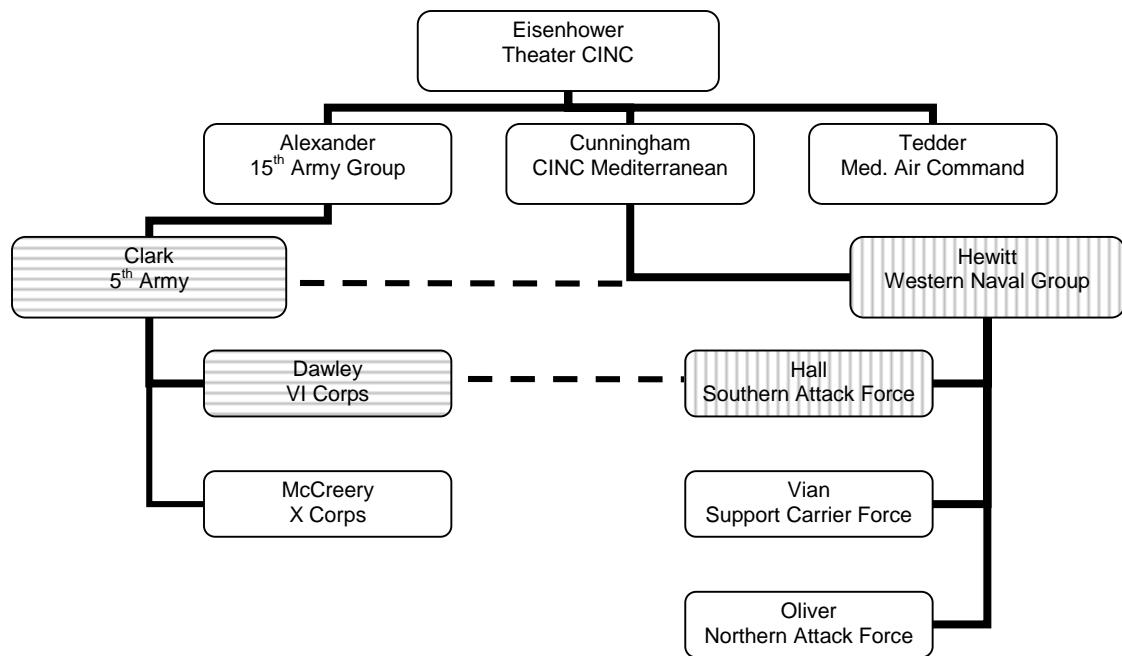 Eisenhower
Theater CINC
Alexander
15th Army Group
Cunningham
CINC Mediterranean
Tedder
Med. Air Command
Clark
5th Army
Hewitt
Western Naval Group
Dawley
VI Corps
Hall
Southern Attack Force
McCreery
X Corps
Vian
Support Carrier Force
Oliver
Northern Attack Force